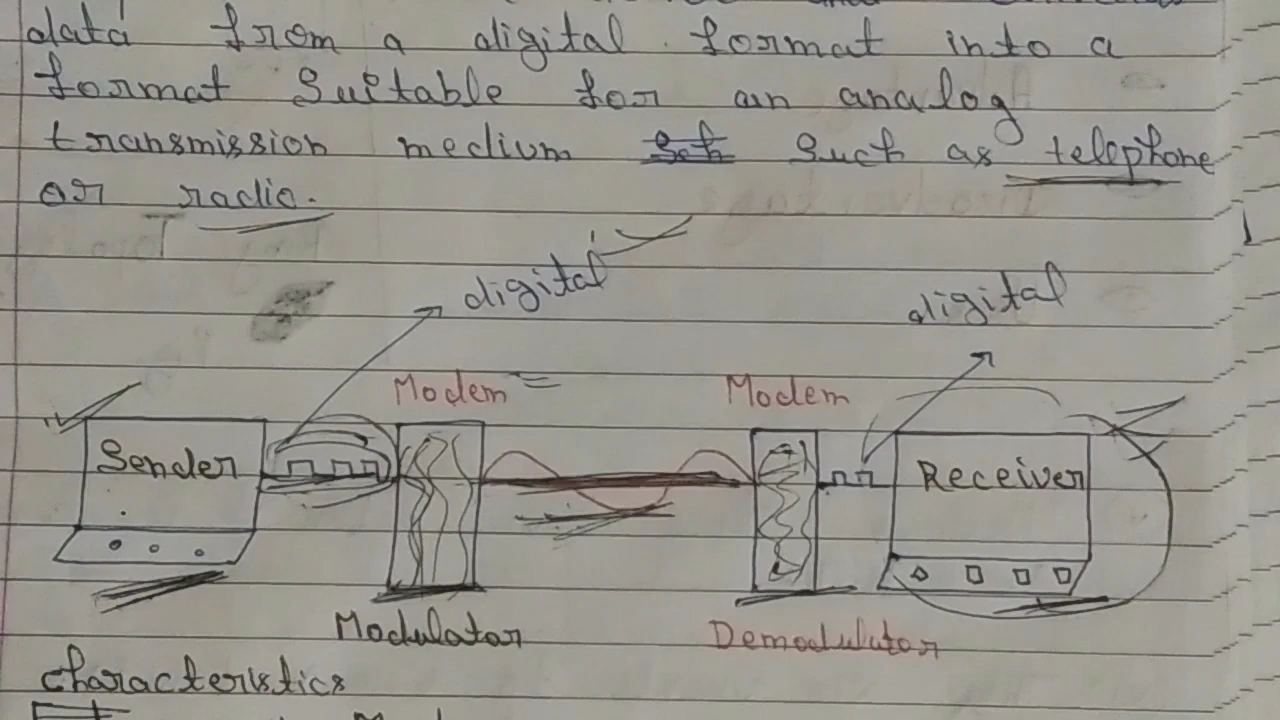 data from a digital format into a
format Suitable for an analog
transmission medium such as telephone
or radio.
digital
digital
Modem
Modem
Sender
Receiver
Modulator
Demodulator
characteristics